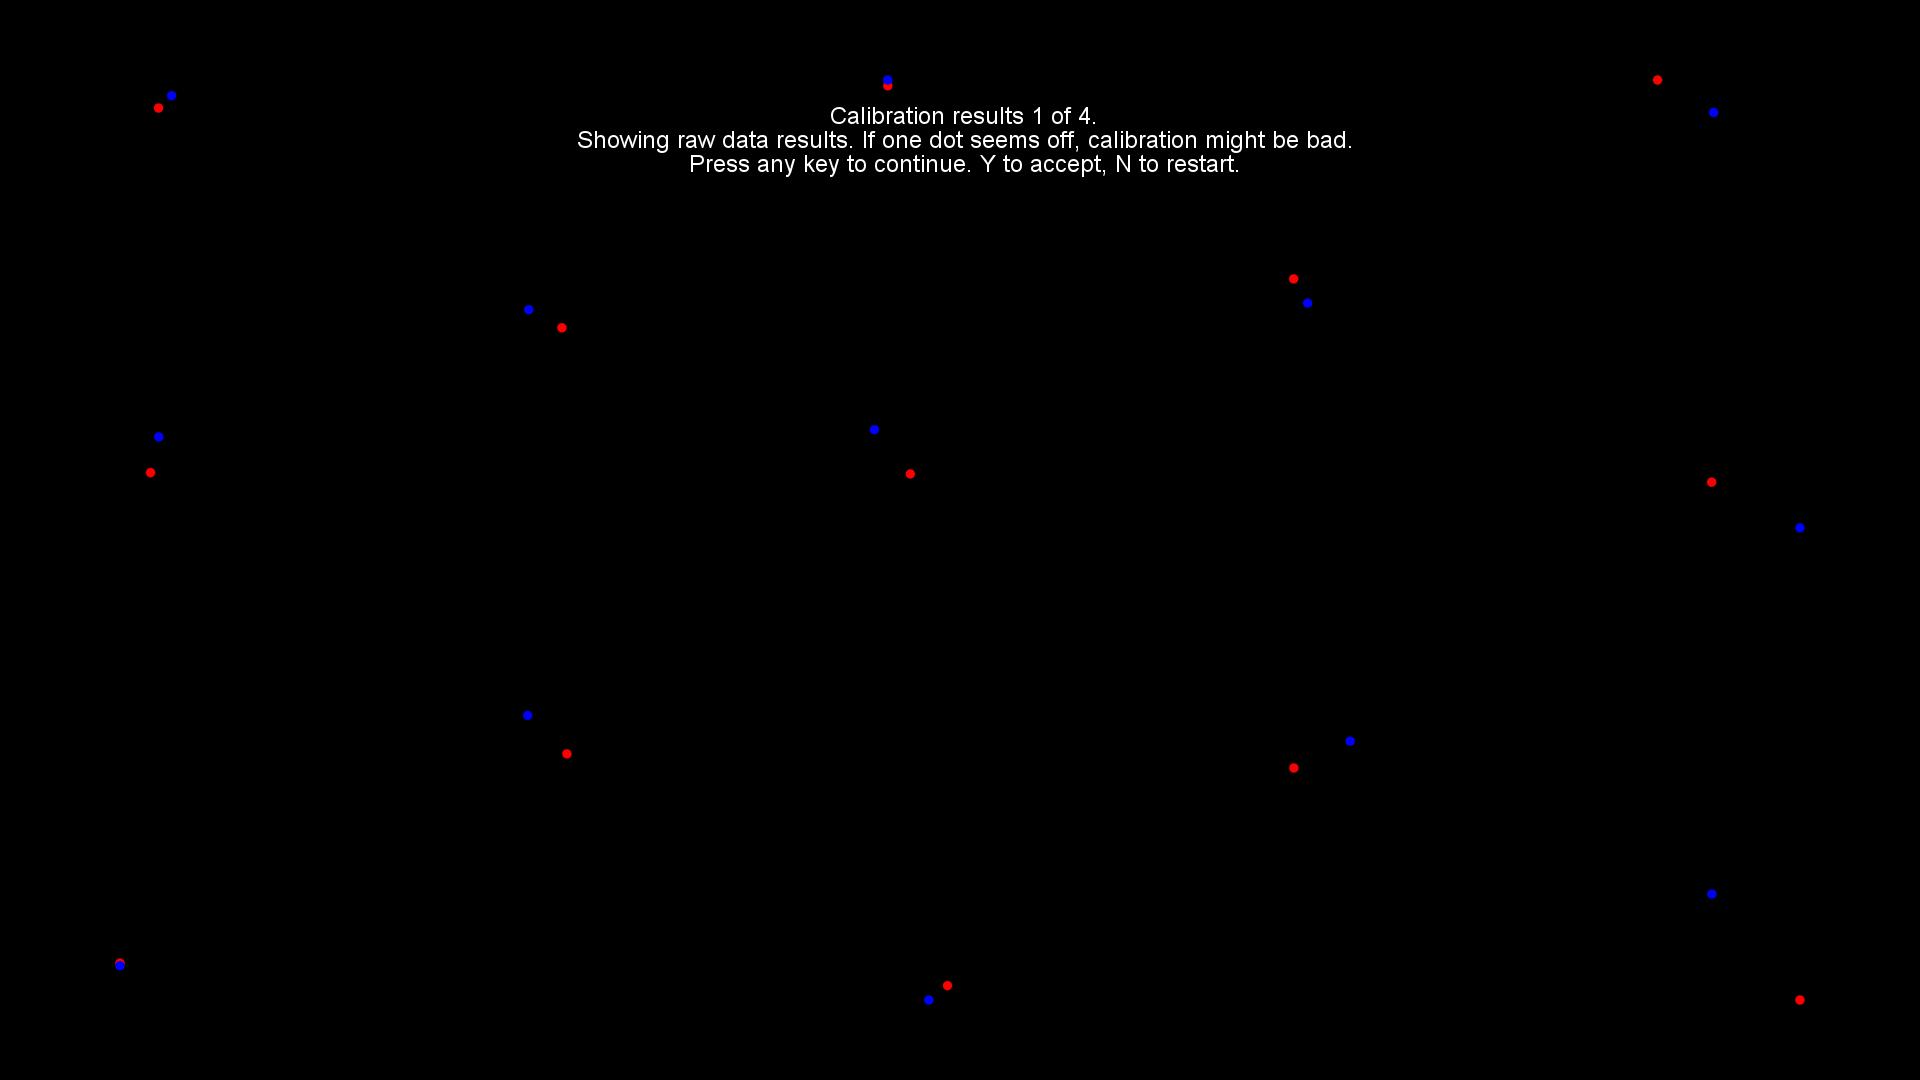 Calibration results 1 of 4.
Showing raw data results. If one dot seems off, calibration might be bad.
Press any key to continue. Y to accept, N to restart.